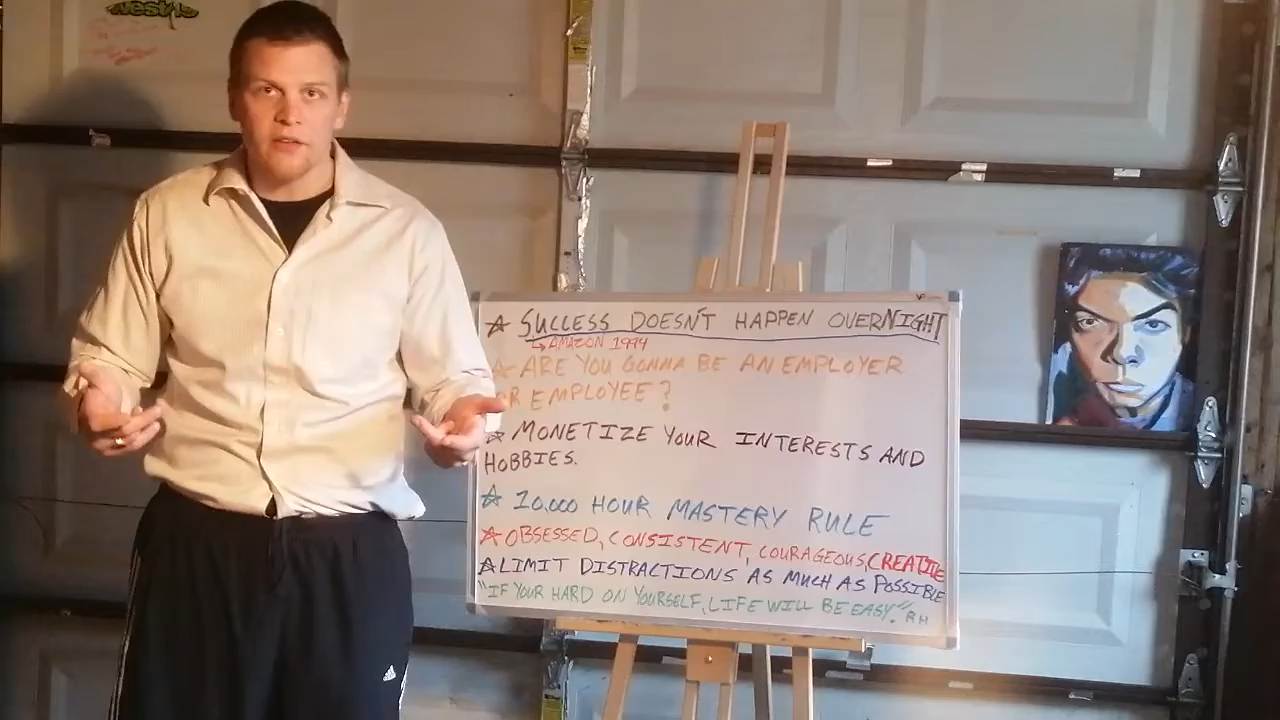 ☆ SUCCESS DOESN'T HAPPEN OVERNIGHT
↳AMAZON 1994
☆ ARE YOU GONNA BE AN EMPLOYER
OR EMPLOYEE?
☆ MONETIZE YOUR INTERESTS AND
HOBBIES.
☆ 10,000 HOUR MASTERY RULE
☆ OBSESSED, CONSISTENT, COURAGEOUS, CREATIVE
☆ LIMIT DISTRACTIONS AS MUCH AS POSSIBLE
"IF YOUR HARD ON YOURSELF, LIFE WILL BE EASY". RH